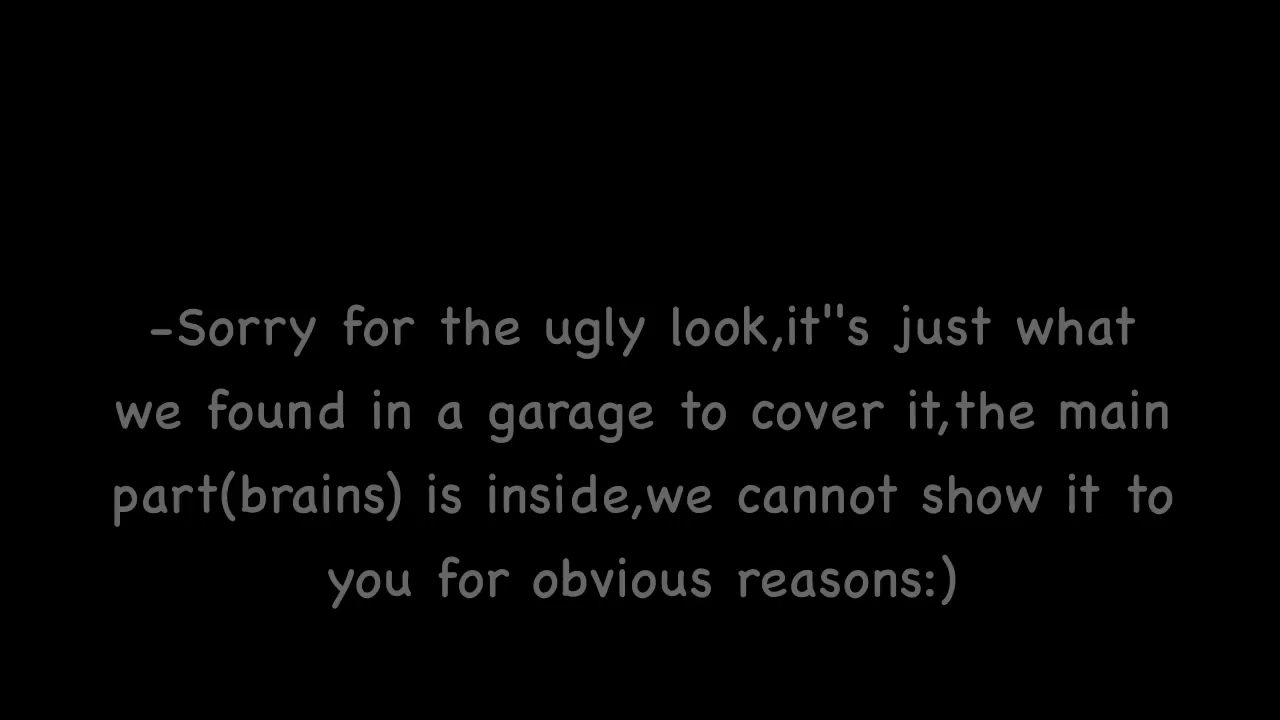 -Sorry for the ugly look,it"s just what
we found in a garage to cover it,the main
part(brains) is inside,we cannot show it to
you for obvious reasons:)